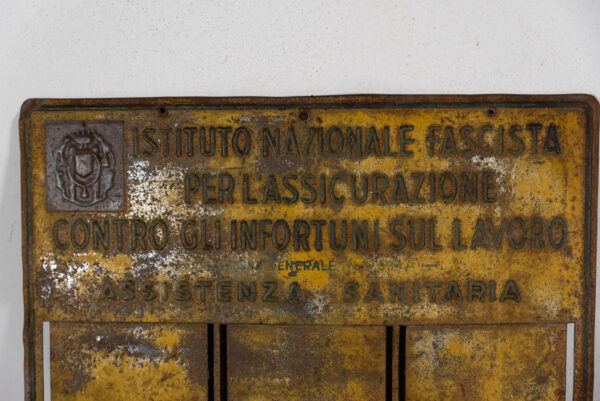 ISTITUTO NAZIONALE FASCISTA
PER L'ASSICURAZIONE
CONTRO GLI INFORTUNI SUL LAVORO
GENERALE
ASSISTENZA SANITARIA